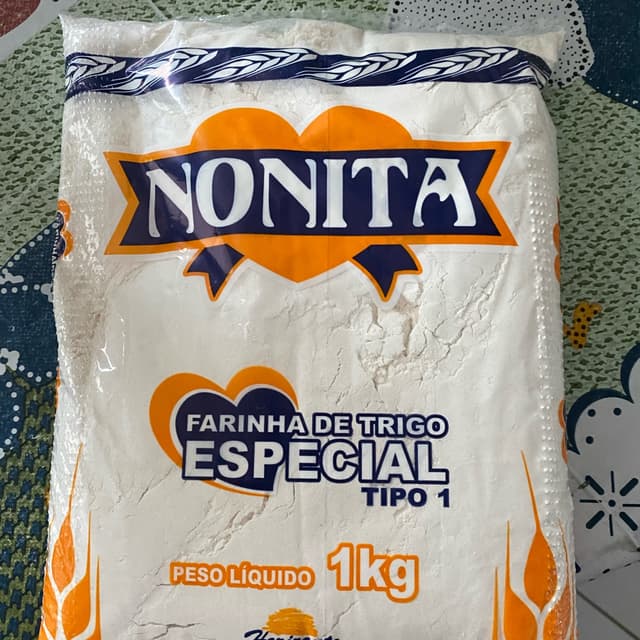 NONITA
FARINHA DE TRIGO
ESPECIAL
TIPO 1
PESO LÍQUIDO 1kg